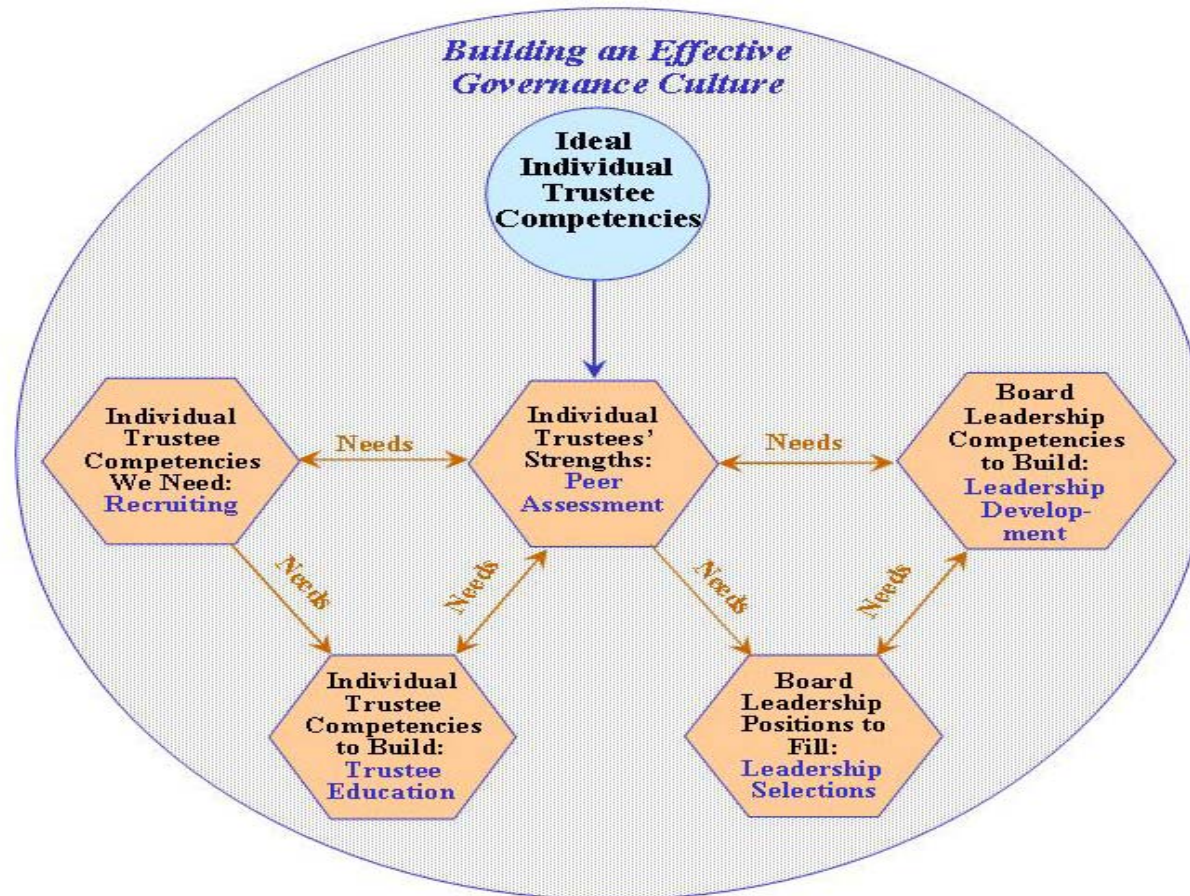 Building an Effective
Governance Culture
Ideal
Individual
Trustee
Competencies
Individual
Trustee
Competencies
We Need:
Recruiting
Needs
Individual
Trustees’
Strengths:
Peer
Assessment
Needs
Board
Leadership
Competencies
to Build:
Leadership
Develop-
ment
Needs
Needs
Needs
Needs
Individual
Trustee
Competencies
to Build:
Trustee
Education
Board
Leadership
Positions to
Fill:
Leadership
Selections